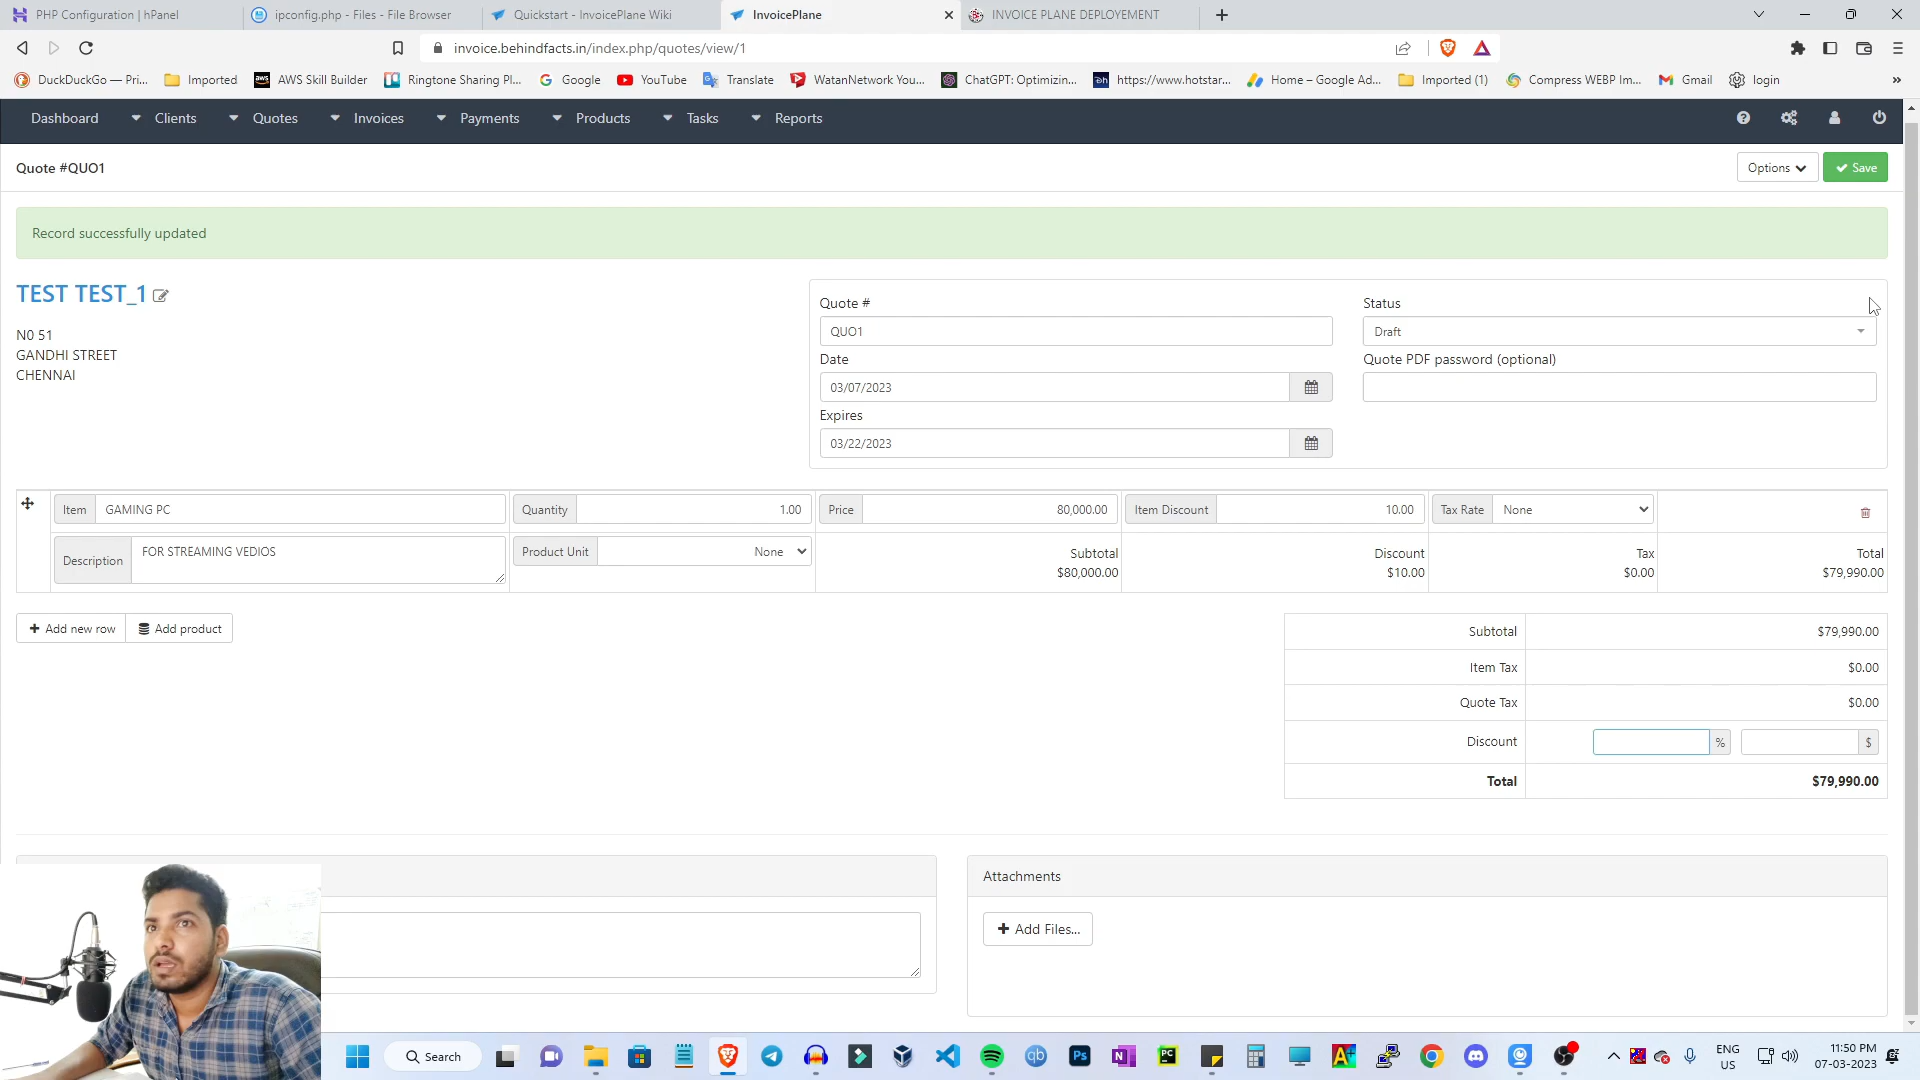 PHP Configuration | hPanel
ipconfig.php - Files - File Browser
Quickstart - InvoicePlane Wiki
InvoicePlane
INVOICE PLANE DEPLOYEMENT
invoice.behindfacts.in/index.php/quotes/view/1
DuckDuckGo — Pri...
Imported
AWS Skill Builder
Ringtone Sharing Pl...
Google
YouTube
Translate
WatanNetwork You...
ChatGPT: Optimizin...
https://www.hotstar...
Home – Google Ad...
Imported (1)
Compress WEBP Im...
Gmail
login
Dashboard
Clients
Quotes
Invoices
Payments
Products
Tasks
Reports
Quote #QUO1
Options
Save
Record successfully updated
TEST TEST_1
N0 51
GANDHI STREET
CHENNAI
Quote #
QUO1
Date
03/07/2023
Expires
03/22/2023
Status
Draft
Quote PDF password (optional)
Item GAMING PC
Quantity 1.00
Price 80,000.00
Item Discount 10.00
Tax Rate None
Description FOR STREAMING VEDIOS
Product Unit None
Subtotal
$80,000.00
Discount
$10.00
Tax
$0.00
Total
$79,990.00
Add new row
Add product
Subtotal $79,990.00
Item Tax $0.00
Quote Tax $0.00
Discount % $
Total $79,990.00
Attachments
Add Files...
Search
ENG
US
11:50 PM
07-03-2023